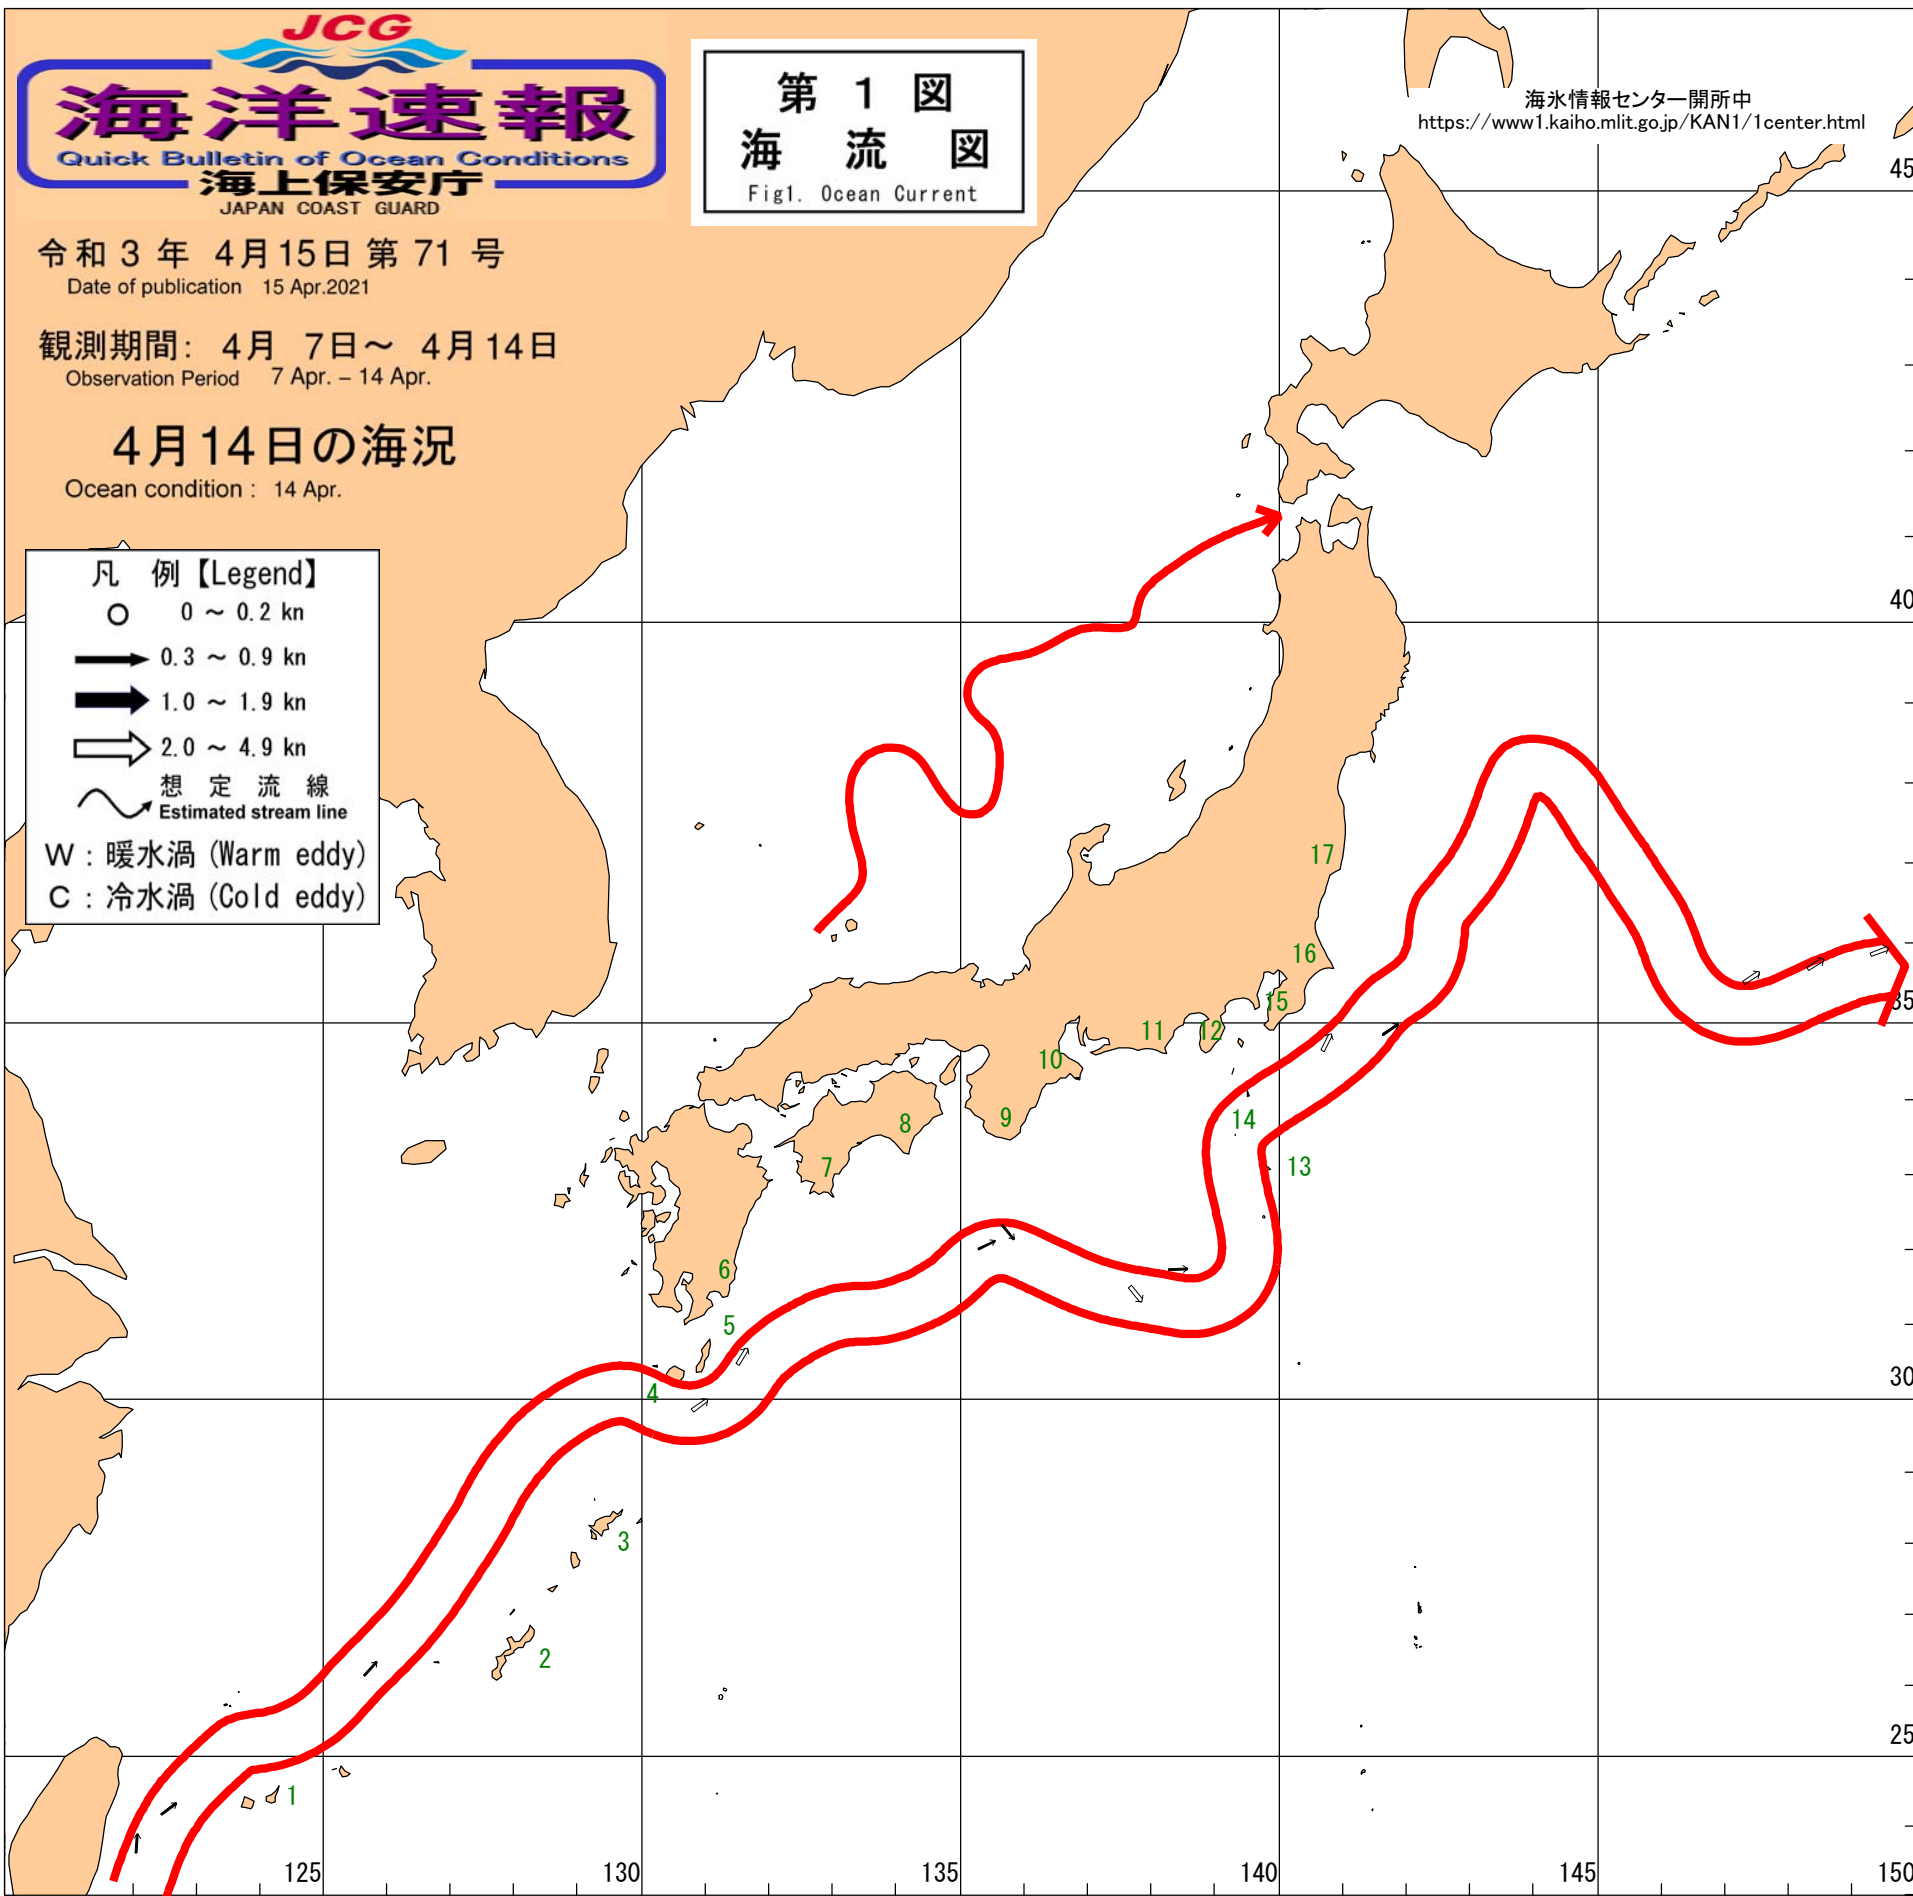 JCG
海洋速報
Quick Bulletin of Ocean Conditions
海上保安庁
JAPAN COAST GUARD
第 1 図
海 流 図
Fig1. Ocean Current
海氷情報センター開所中
https://www1.kaiho.mlit.go.jp/KAN1/1center.html
令和 3 年 4月15日 第 71 号
Date of publication 15 Apr.2021
観測期間: 4月 7日～ 4月14日
Observation Period 7 Apr. – 14 Apr.
4月14日の海況
Ocean condition : 14 Apr.
凡 例【Legend】
0 ～ 0.2 kn
0.3 ～ 0.9 kn
1.0 ～ 1.9 kn
2.0 ～ 4.9 kn
想 定 流 線
Estimated stream line
W : 暖水渦 (Warm eddy)
C : 冷水渦 (Cold eddy)
45
40
17
16
35
15
11
12
10
14
8
9
13
7
6
5
30
4
3
2
25
1
125
130
135
140
145
150